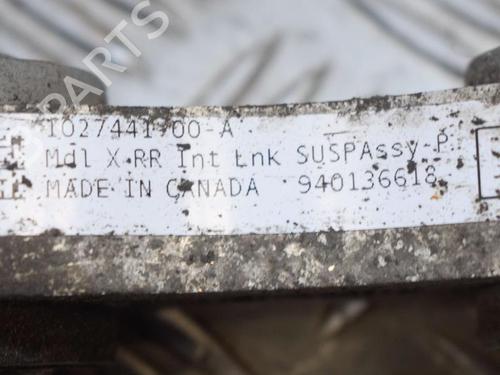 1027441-00-A
Mdl X RR Int Lnk SUSPAssy-P
MADE IN CANADA 940136618